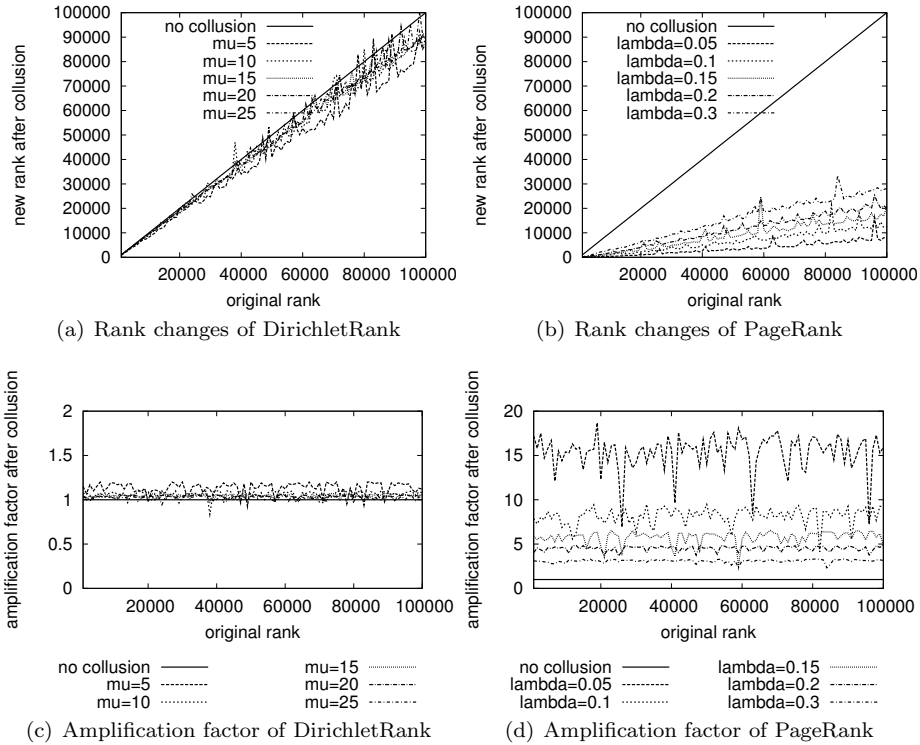 new rank after collusion
100000
90000
80000
70000
60000
50000
40000
30000
20000
10000
0
no collusion
mu=5
mu=10
mu=15
mu=20
mu=25
20000 40000 60000 80000 100000
original rank
(a) Rank changes of DirichletRank
new rank after collusion
100000
90000
80000
70000
60000
50000
40000
30000
20000
10000
0
no collusion
lambda=0.05
lambda=0.1
lambda=0.15
lambda=0.2
lambda=0.3
20000 40000 60000 80000 100000
original rank
(b) Rank changes of PageRank
amplification factor after collusion
2
1.5
1
0.5
0
20000 40000 60000 80000 100000
original rank
no collusion
mu=5
mu=10
mu=15
mu=20
mu=25
(c) Amplification factor of DirichletRank
amplification factor after collusion
20
15
10
5
0
20000 40000 60000 80000 100000
original rank
no collusion
lambda=0.05
lambda=0.1
lambda=0.15
lambda=0.2
lambda=0.3
(d) Amplification factor of PageRank